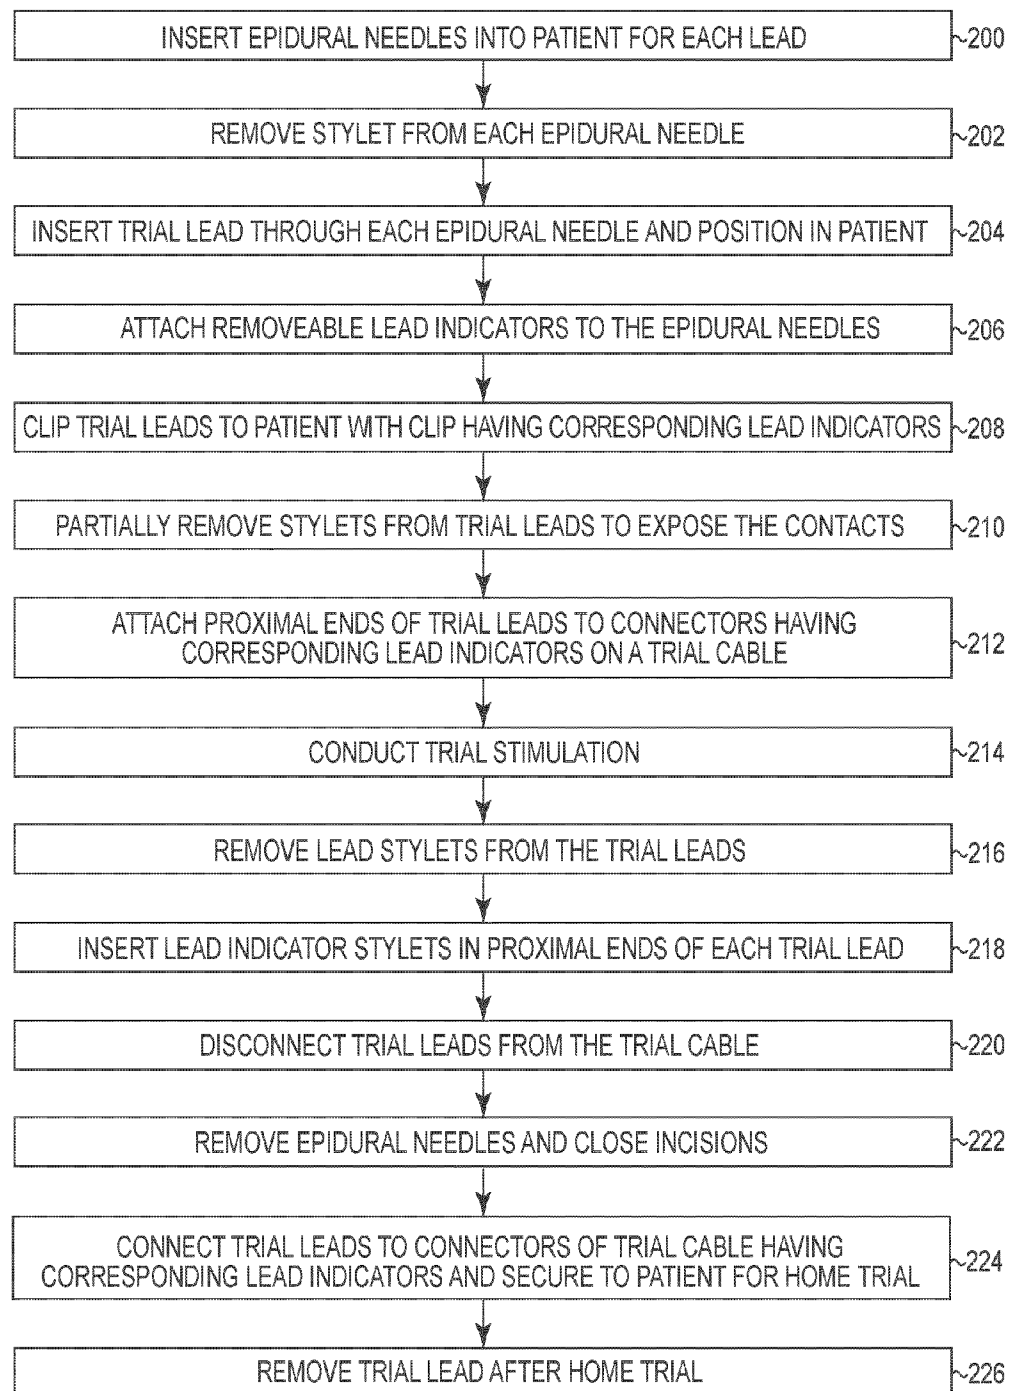 INSERT EPIDURAL NEEDLES INTO PATIENT FOR EACH LEAD
200
REMOVE STYLET FROM EACH EPIDURAL NEEDLE
202
INSERT TRIAL LEAD THROUGH EACH EPIDURAL NEEDLE AND POSITION IN PATIENT
204
ATTACH REMOVEABLE LEAD INDICATORS TO THE EPIDURAL NEEDLES
206
CLIP TRIAL LEADS TO PATIENT WITH CLIP HAVING CORRESPONDING LEAD INDICATORS
208
PARTIALLY REMOVE STYLETS FROM TRIAL LEADS TO EXPOSE THE CONTACTS
210
ATTACH PROXIMAL ENDS OF TRIAL LEADS TO CONNECTORS HAVING
CORRESPONDING LEAD INDICATORS ON A TRIAL CABLE
212
CONDUCT TRIAL STIMULATION
214
REMOVE LEAD STYLETS FROM THE TRIAL LEADS
216
INSERT LEAD INDICATOR STYLETS IN PROXIMAL ENDS OF EACH TRIAL LEAD
218
DISCONNECT TRIAL LEADS FROM THE TRIAL CABLE
220
REMOVE EPIDURAL NEEDLES AND CLOSE INCISIONS
222
CONNECT TRIAL LEADS TO CONNECTORS OF TRIAL CABLE HAVING
CORRESPONDING LEAD INDICATORS AND SECURE TO PATIENT FOR HOME TRIAL
224
REMOVE TRIAL LEAD AFTER HOME TRIAL
226